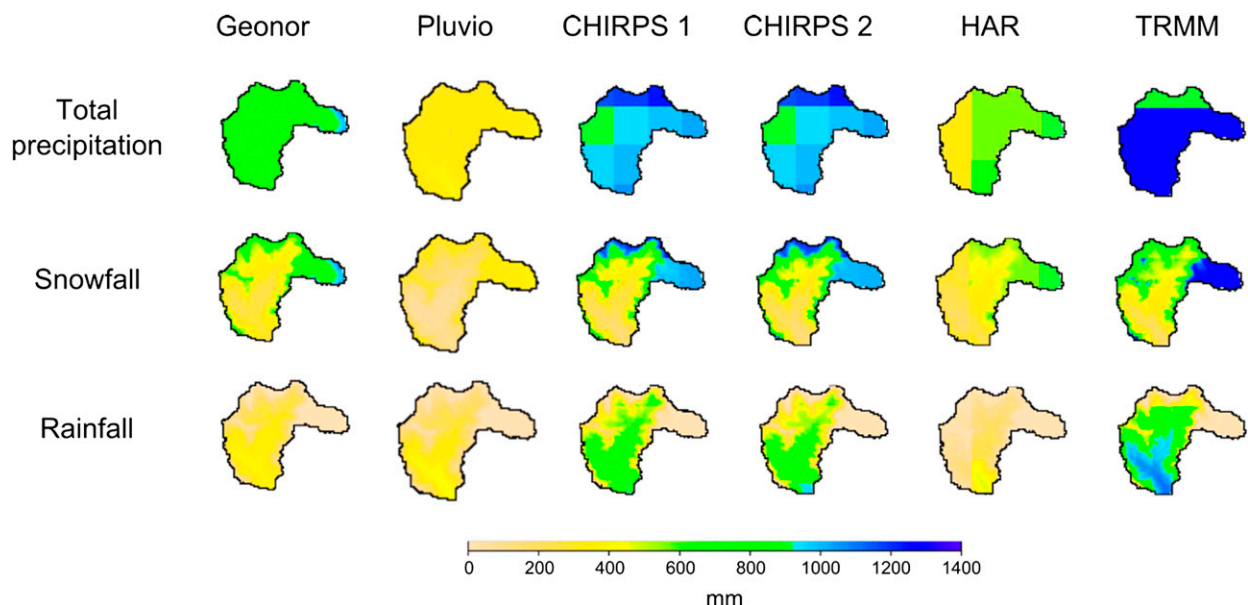 Geonor Pluvio CHIRPS 1 CHIRPS 2 HAR TRMM
Total
precipitation
Snowfall
Rainfall
0 200 400 600 800 1000 1200 1400
mm